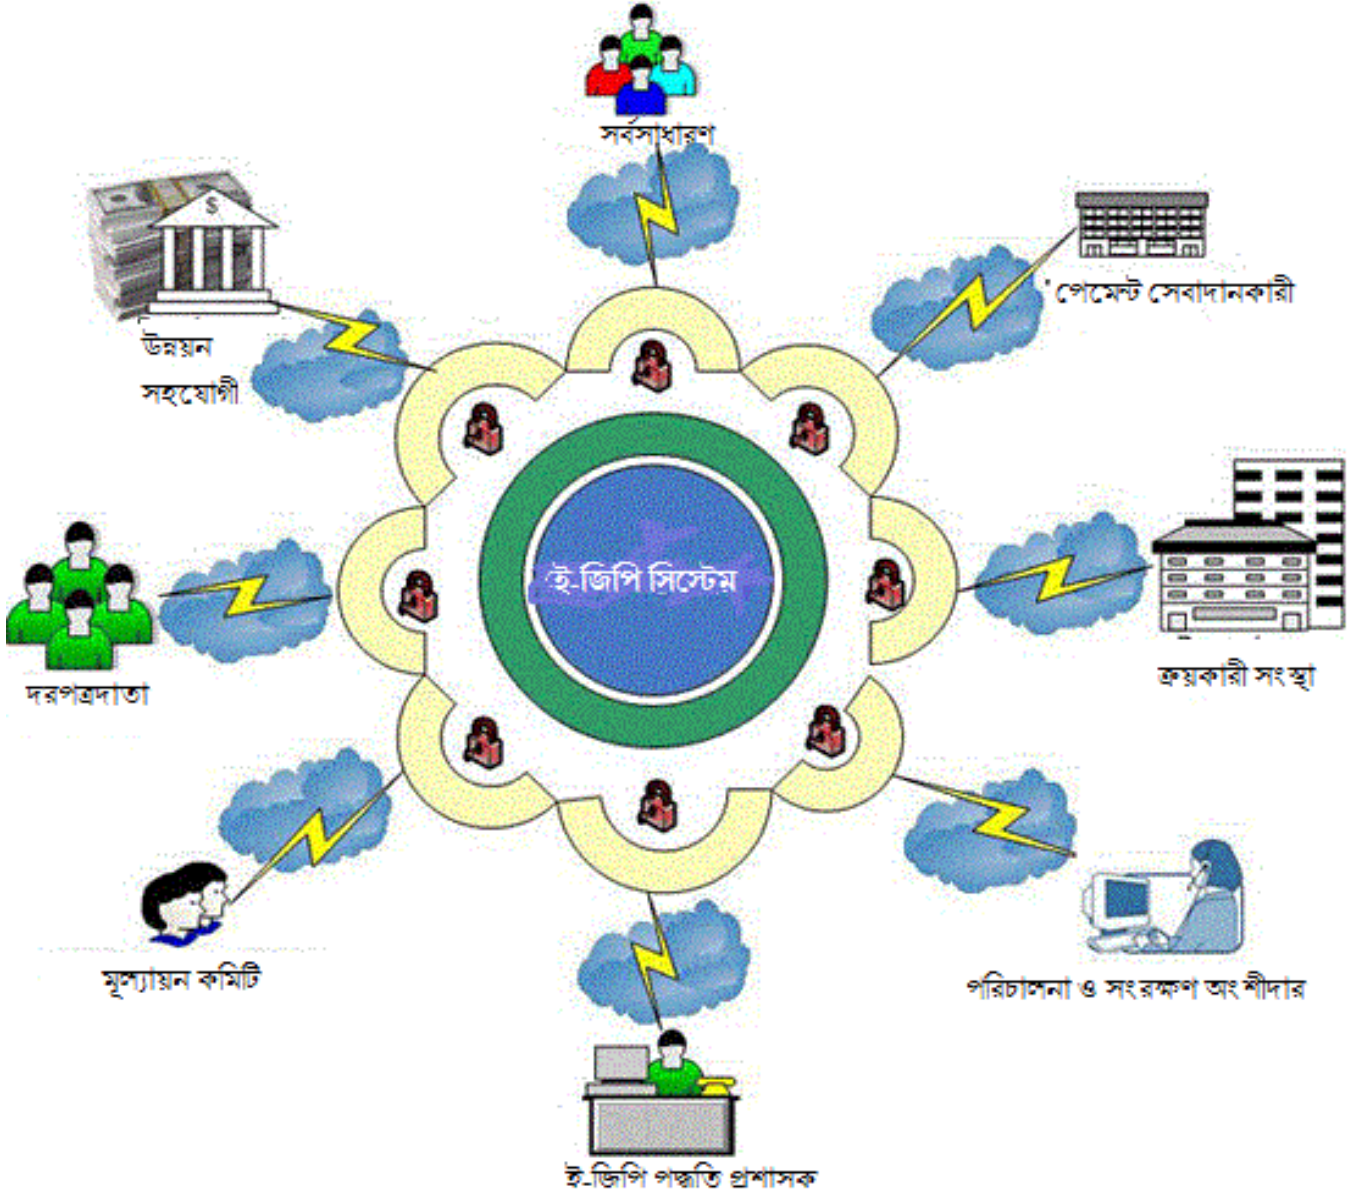 সর্বসাধারণ
পেমেন্ট সেবাদানকারী
$
উন্নয়ন
সহযোগী
ই-জিপি সিস্টেম
ক্রয়কারী সংস্থা
দরপত্রদাতা
মূল্যায়ন কমিটি
পরিচালনা ও সংরক্ষণ অংশীদার
ই-জিপি পদ্ধতি প্রশাসক